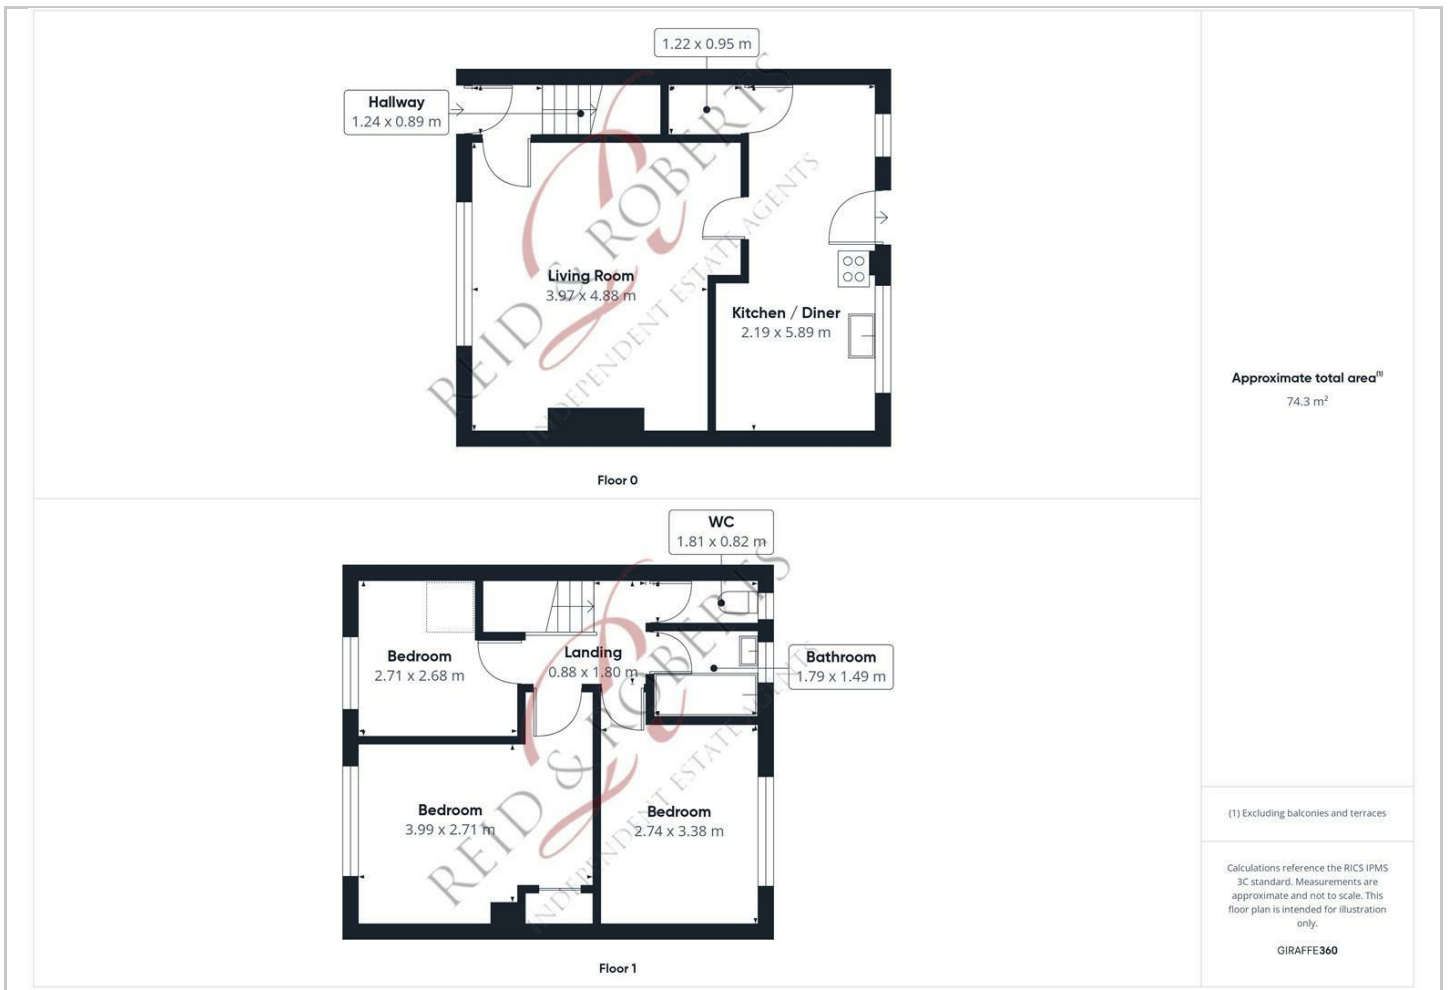 1.22 x 0.95 m
Hallway
1.24 x 0.89 m
Living Room
3.97 x 4.88 m
Kitchen / Diner
2.19 x 5.89 m
REID & ROBERTS
INDEPENDENT ESTATE AGENTS
Floor 0
WC
1.81 x 0.82 m
Bedroom
2.71 x 2.68 m
Landing
0.88 x 1.80 m
Bathroom
1.79 x 1.49 m
Bedroom
3.99 x 2.71 m
Bedroom
2.74 x 3.38 m
REID & ROBERTS
INDEPENDENT ESTATE AGENTS
Floor 1
Approximate total area(1)
74.3 m²
(1) Excluding balconies and terraces
Calculations reference the RICS IPMS
3C standard. Measurements are
approximate and not to scale. This
floor plan is intended for illustration
only.
GIRAFFE360